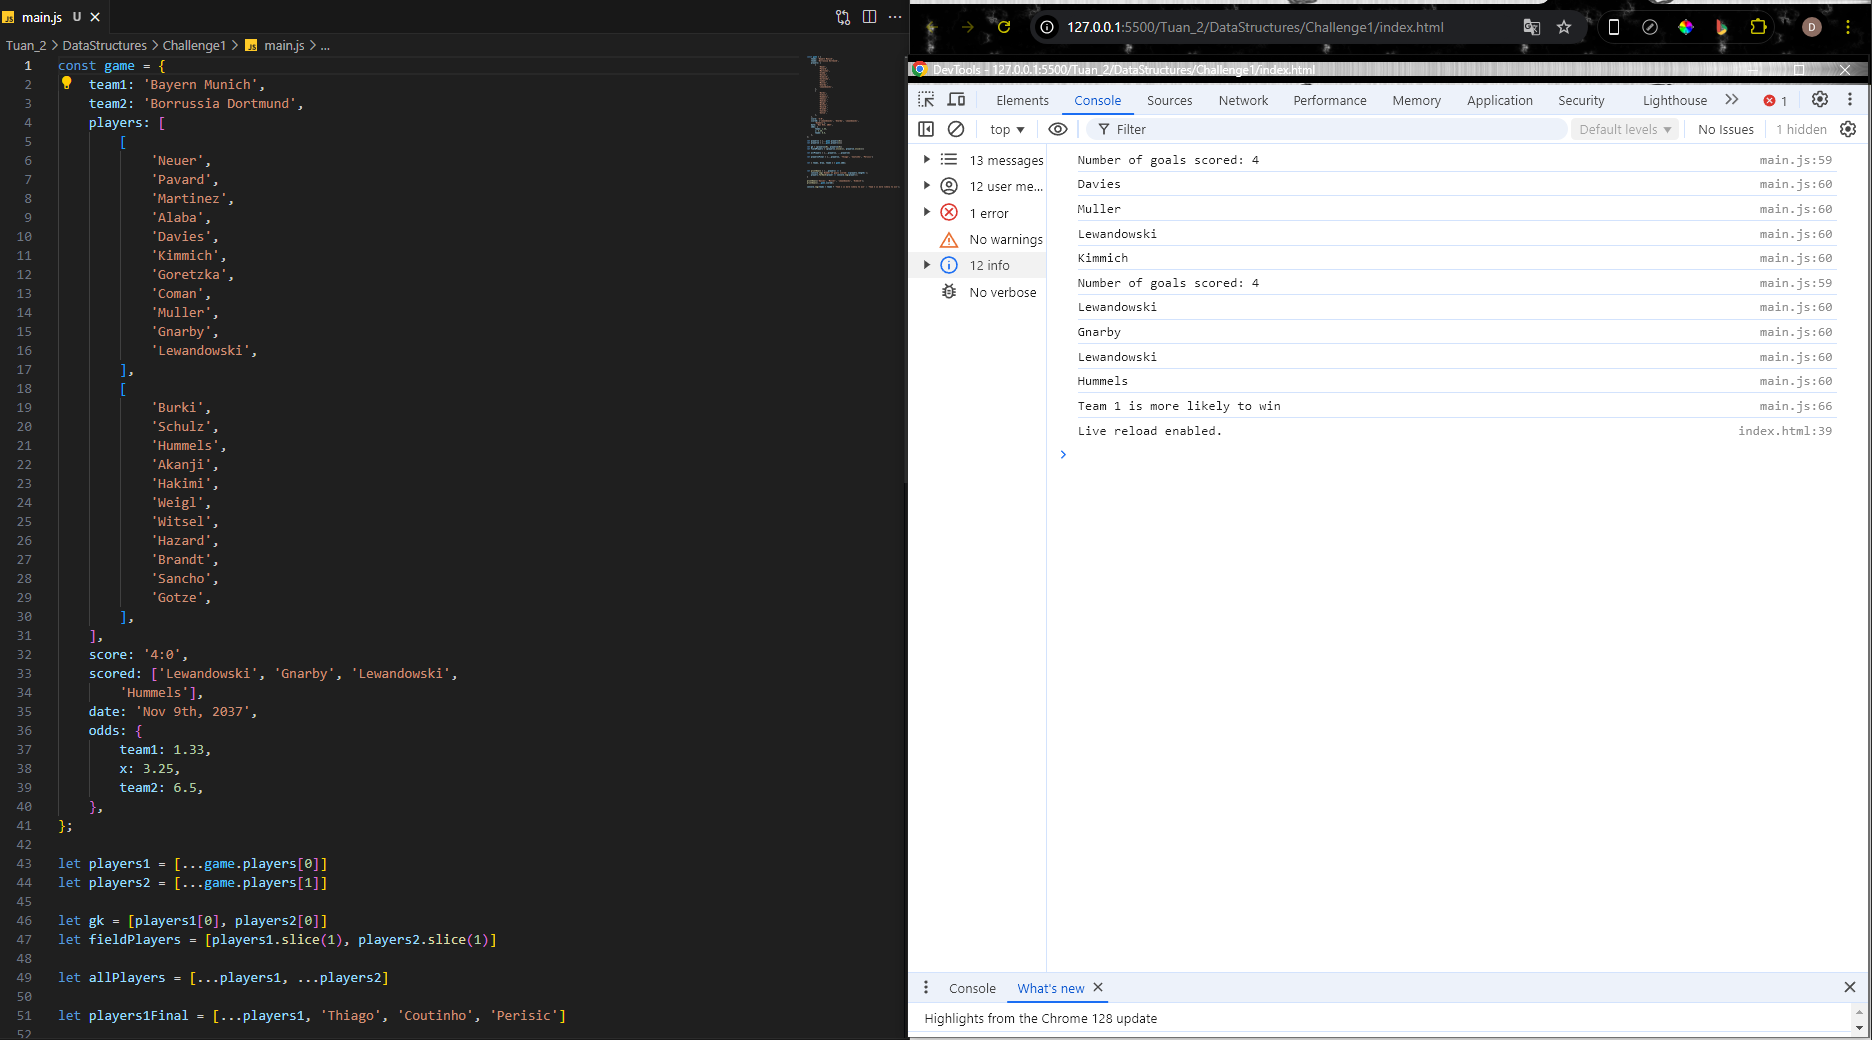 main.js U
Tuan_2 > DataStructures > Challenge1 > main.js > ...
1 const game = {
2 team1: 'Bayern Munich',
3 team2: 'Borrussia Dortmund',
4 players: [
5 [
6 'Neuer',
7 'Pavard',
8 'Martinez',
9 'Alaba',
10 'Davies',
11 'Kimmich',
12 'Goretzka',
13 'Coman',
14 'Muller',
15 'Gnarby',
16 'Lewandowski',
17 ],
18 [
19 'Burki',
20 'Schulz',
21 'Hummels',
22 'Akanji',
23 'Hakimi',
24 'Weigl',
25 'Witsel',
26 'Hazard',
27 'Brandt',
28 'Sancho',
29 'Gotze',
30 ],
31 ],
32 score: '4:0',
33 scored: ['Lewandowski', 'Gnarby', 'Lewandowski',
34 'Hummels'],
35 date: 'Nov 9th, 2037',
36 odds: {
37 team1: 1.33,
38 x: 3.25,
39 team2: 6.5,
40 },
41 };
42
43 let players1 = [...game.players[0]]
44 let players2 = [...game.players[1]]
45
46 let gk = [players1[0], players2[0]]
47 let fieldPlayers = [players1.slice(1), players2.slice(1)]
48
49 let allPlayers = [...players1, ...players2]
50
51 let players1Final = [...players1, 'Thiago', 'Coutinho', 'Perisic']
52
127.0.0.1:5500/Tuan_2/DataStructures/Challenge1/index.html
D
DevTools - 127.0.0.1:5500/Tuan_2/DataStructures/Challenge1/index.html
Elements Console Sources Network Performance Memory Application Security Lighthouse 1
top Filter Default levels No Issues 1 hidden
13 messages
12 user me...
1 error
No warnings
12 info
No verbose
Number of goals scored: 4 main.js:59
Davies main.js:60
Muller main.js:60
Lewandowski main.js:60
Kimmich main.js:60
Number of goals scored: 4 main.js:59
Lewandowski main.js:60
Gnarby main.js:60
Lewandowski main.js:60
Hummels main.js:60
Team 1 is more likely to win main.js:66
Live reload enabled. index.html:39
Console What's new
Highlights from the Chrome 128 update